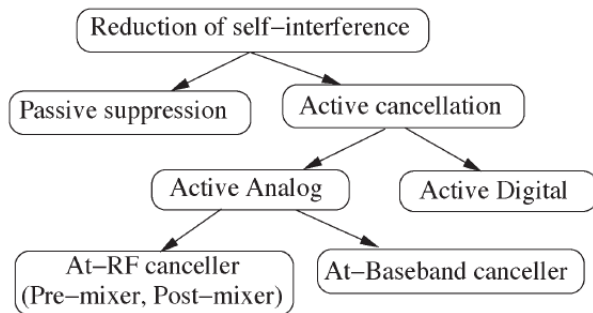 Reduction of self−interference
Passive suppression
Active cancellation
Active Analog
Active Digital
At−RF canceller
(Pre−mixer, Post−mixer)
At−Baseband canceller